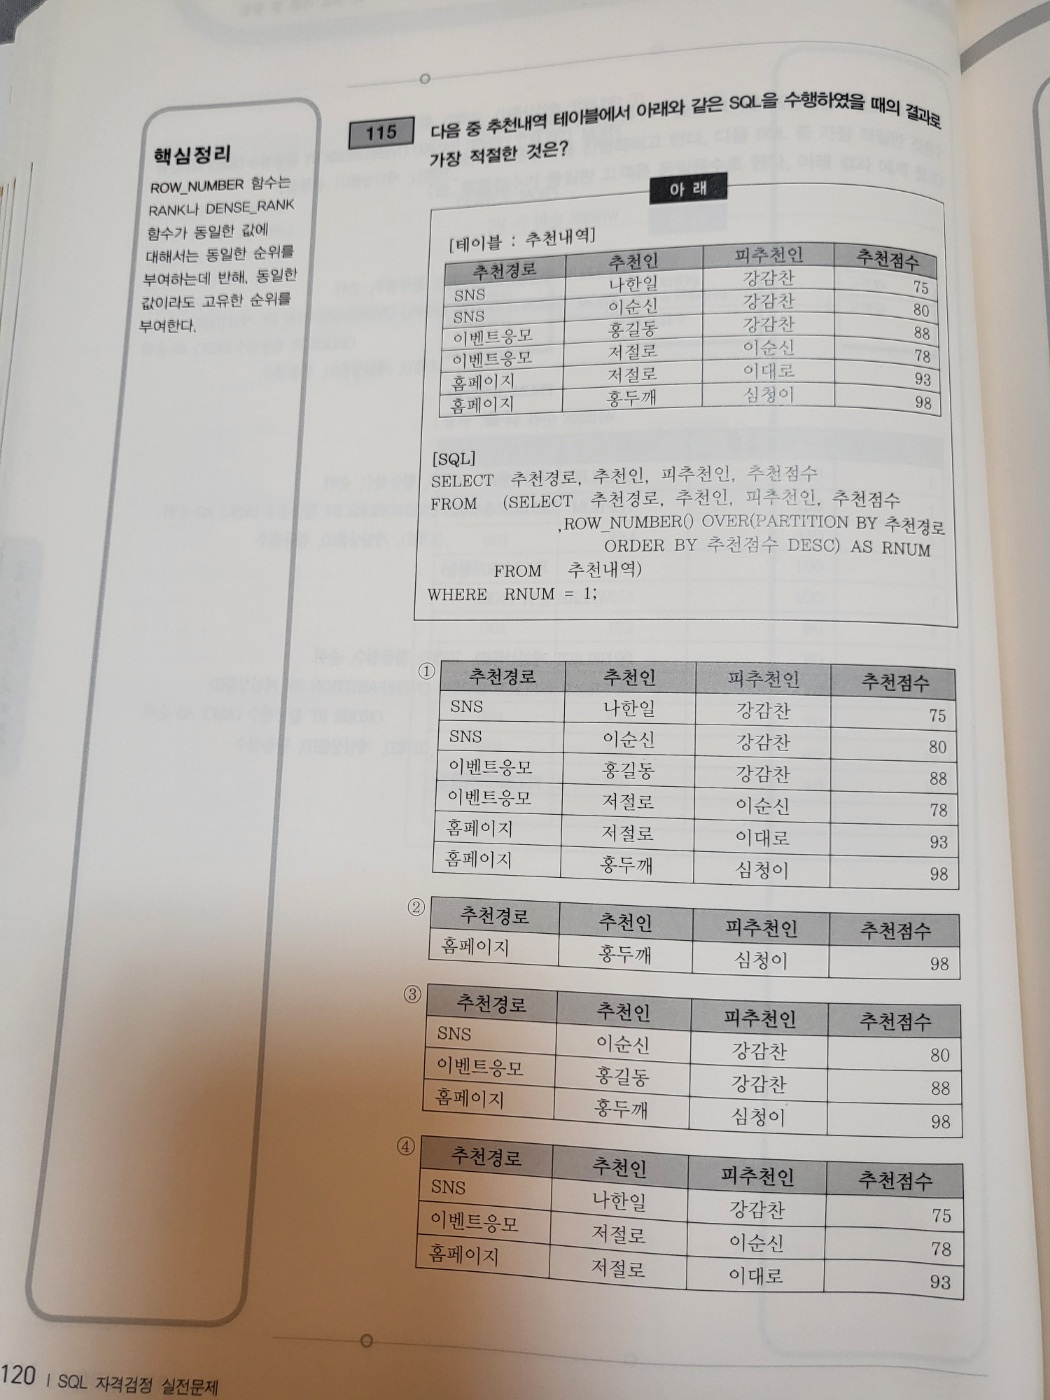 핵심정리
ROW_NUMBER 함수는
RANK나 DENSE_RANK
함수가 동일한 값에
대해서는 동일한 순위를
부여하는데 반해, 동일한
값이라도 고유한 순위를
부여한다.
115 다음 중 추천내역 테이블에서 아래와 같은 SQL을 수행하였을 때의 결과로
가장 적절한 것은?
아 래
[테이블 : 추천내역]
추천경로 추천인 피추천인 추천점수
SNS 나한일 강감찬 75
SNS 이순신 강감찬 80
이벤트응모 홍길동 강감찬 88
이벤트응모 저절로 이순신 78
홈페이지 저절로 이대로 93
홈페이지 홍두깨 심청이 98
[SQL]
SELECT 추천경로, 추천인, 피추천인, 추천점수
FROM (SELECT 추천경로, 추천인, 피추천인, 추천점수
,ROW_NUMBER() OVER(PARTITION BY 추천경로
ORDER BY 추천점수 DESC) AS RNUM
FROM 추천내역)
WHERE RNUM = 1;
① 추천경로 추천인 피추천인 추천점수
SNS 나한일 강감찬 75
SNS 이순신 강감찬 80
이벤트응모 홍길동 강감찬 88
이벤트응모 저절로 이순신 78
홈페이지 저절로 이대로 93
홈페이지 홍두깨 심청이 98
② 추천경로 추천인 피추천인 추천점수
홈페이지 홍두깨 심청이 98
③ 추천경로 추천인 피추천인 추천점수
SNS 이순신 강감찬 80
이벤트응모 홍길동 강감찬 88
홈페이지 홍두깨 심청이 98
④ 추천경로 추천인 피추천인 추천점수
SNS 나한일 강감찬 75
이벤트응모 저절로 이순신 78
홈페이지 저절로 이대로 93
120 | SQL 자격검정 실전문제